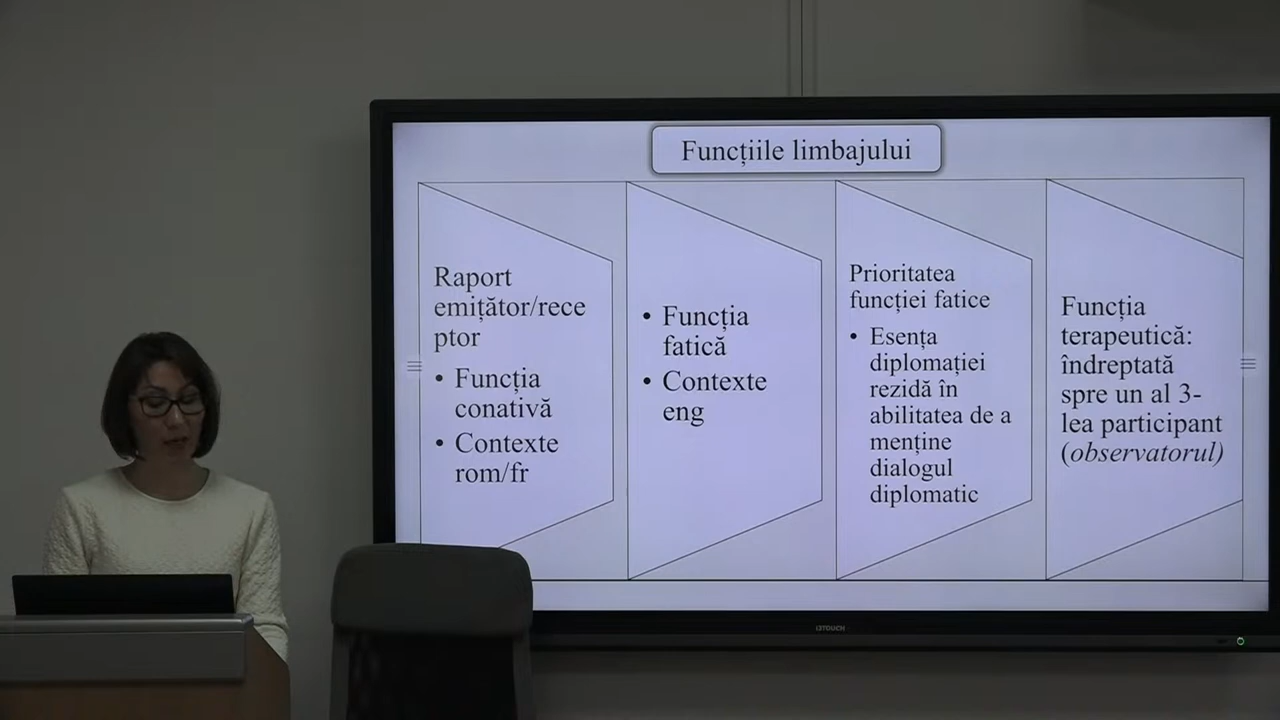 Funcțiile limbajului
Raport
emițător/rece
ptor
• Funcția
conativă
• Contexte
rom/fr
• Funcția
fatică
• Contexte
eng
Prioritatea
funcției fatice
• Esența
diplomației
rezidă în
abilitatea de a
menține
dialogul
diplomatic
Funcția
terapeutică:
îndreptată
spre un al 3-
lea participant
(observatorul)
i3TOUCH